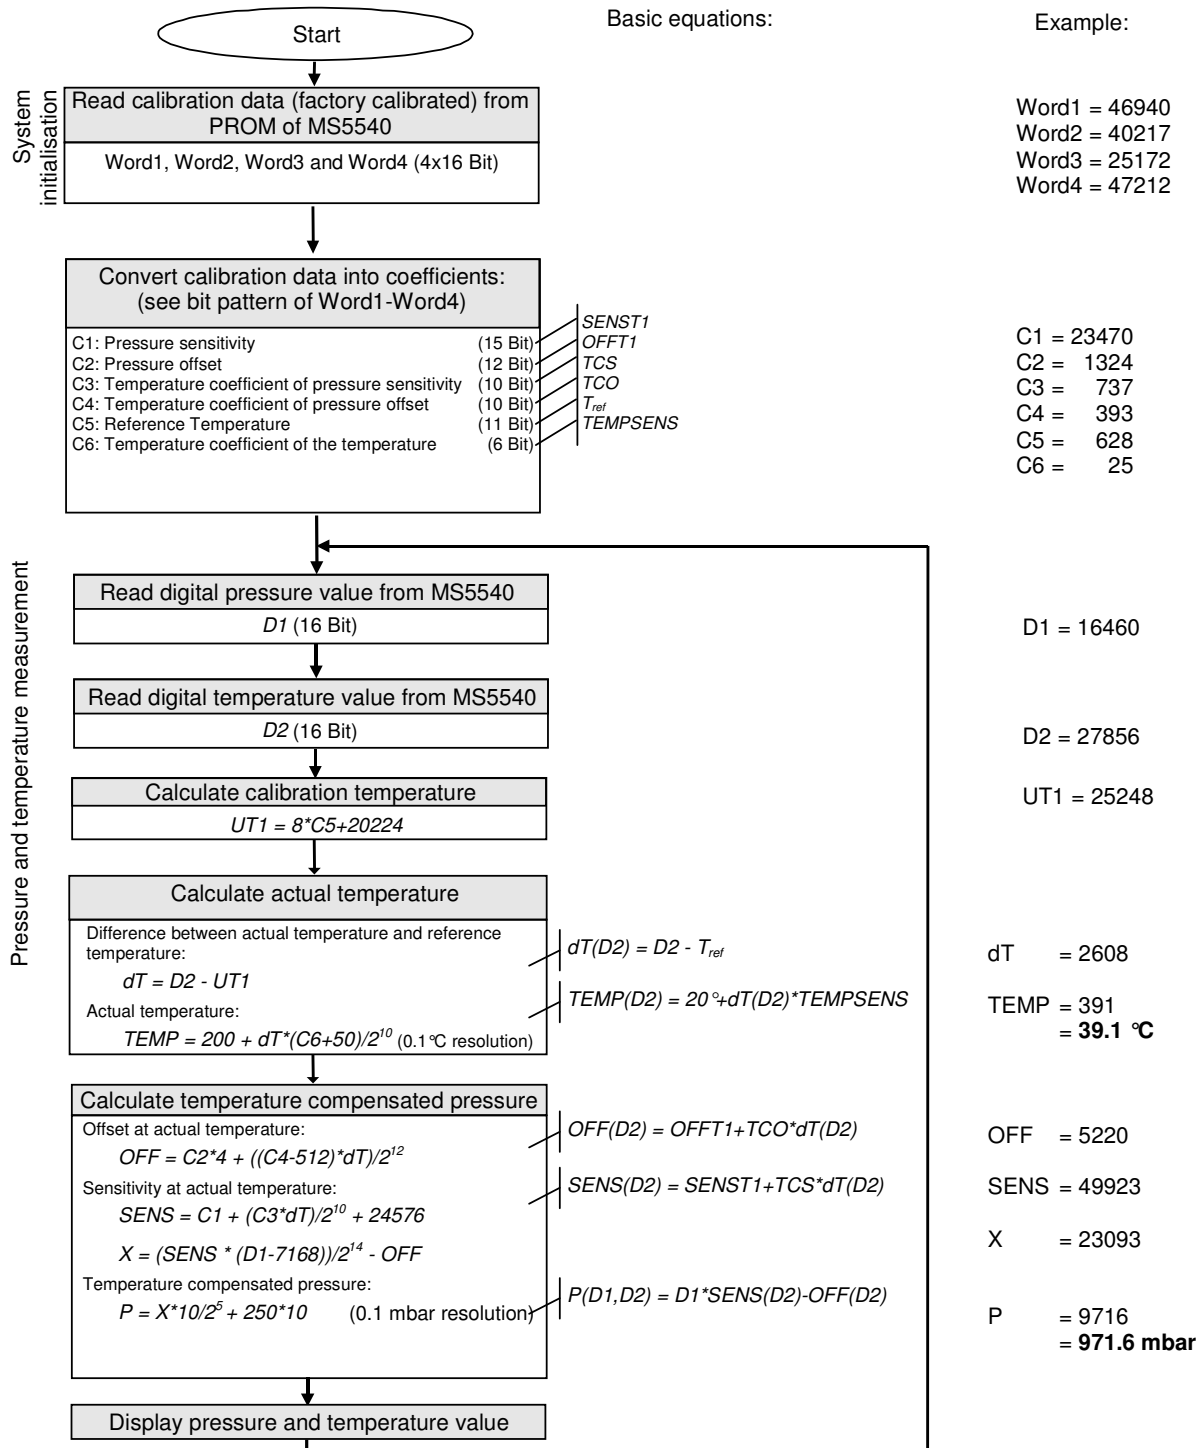 Start
Basic equations:
Example:
System
initialisation
Read calibration data (factory calibrated) from
PROM of MS5540
Word1, Word2, Word3 and Word4 (4x16 Bit)
Word1 = 46940
Word2 = 40217
Word3 = 25172
Word4 = 47212
Convert calibration data into coefficients:
(see bit pattern of Word1-Word4)
C1: Pressure sensitivity (15 Bit) SENST1
C2: Pressure offset (12 Bit) OFFT1
C3: Temperature coefficient of pressure sensitivity (10 Bit) TCS
C4: Temperature coefficient of pressure offset (10 Bit) TCO
C5: Reference Temperature (11 Bit) Tref
C6: Temperature coefficient of the temperature (6 Bit) TEMPSENS
C1 = 23470
C2 = 1324
C3 = 737
C4 = 393
C5 = 628
C6 = 25
Pressure and temperature measurement
Read digital pressure value from MS5540
D1 (16 Bit)
D1 = 16460
Read digital temperature value from MS5540
D2 (16 Bit)
D2 = 27856
Calculate calibration temperature
UT1 = 8*C5+20224
UT1 = 25248
Calculate actual temperature
Difference between actual temperature and reference
temperature:
dT = D2 - UT1
dT(D2) = D2 - Tref
dT = 2608
Actual temperature:
TEMP = 200 + dT*(C6+50)/2^10 (0.1°C resolution)
TEMP(D2) = 20°+dT(D2)*TEMPSENS
TEMP = 391
= 39.1 °C
Calculate temperature compensated pressure
Offset at actual temperature:
OFF = C2*4 + ((C4-512)*dT)/2^12
OFF(D2) = OFFT1+TCO*dT(D2)
OFF = 5220
Sensitivity at actual temperature:
SENS = C1 + (C3*dT)/2^10 + 24576
SENS(D2) = SENST1+TCS*dT(D2)
SENS = 49923
X = (SENS * (D1-7168))/2^14 - OFF
X = 23093
Temperature compensated pressure:
P = X*10/2^5 + 250*10 (0.1 mbar resolution)
P(D1,D2) = D1*SENS(D2)-OFF(D2)
P = 9716
= 971.6 mbar
Display pressure and temperature value